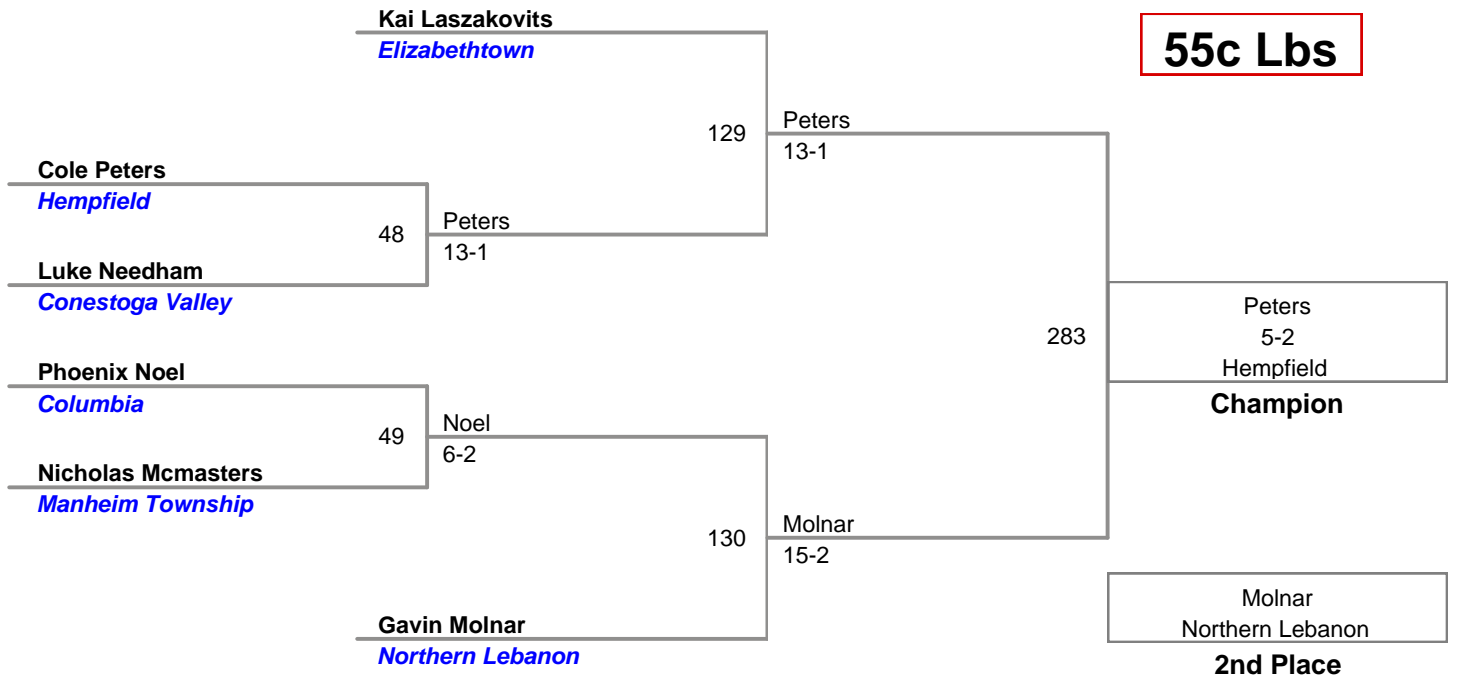 Kai Laszakovits
Elizabethtown
55c Lbs
129
Peters
13-1
Cole Peters
Hempfield
48
Peters
13-1
Luke Needham
Conestoga Valley
283
Peters
5-2
Hempfield
Champion
Phoenix Noel
Columbia
49
Noel
6-2
Nicholas Mcmasters
Manheim Township
130
Molnar
15-2
Gavin Molnar
Northern Lebanon
Molnar
Northern Lebanon
2nd Place